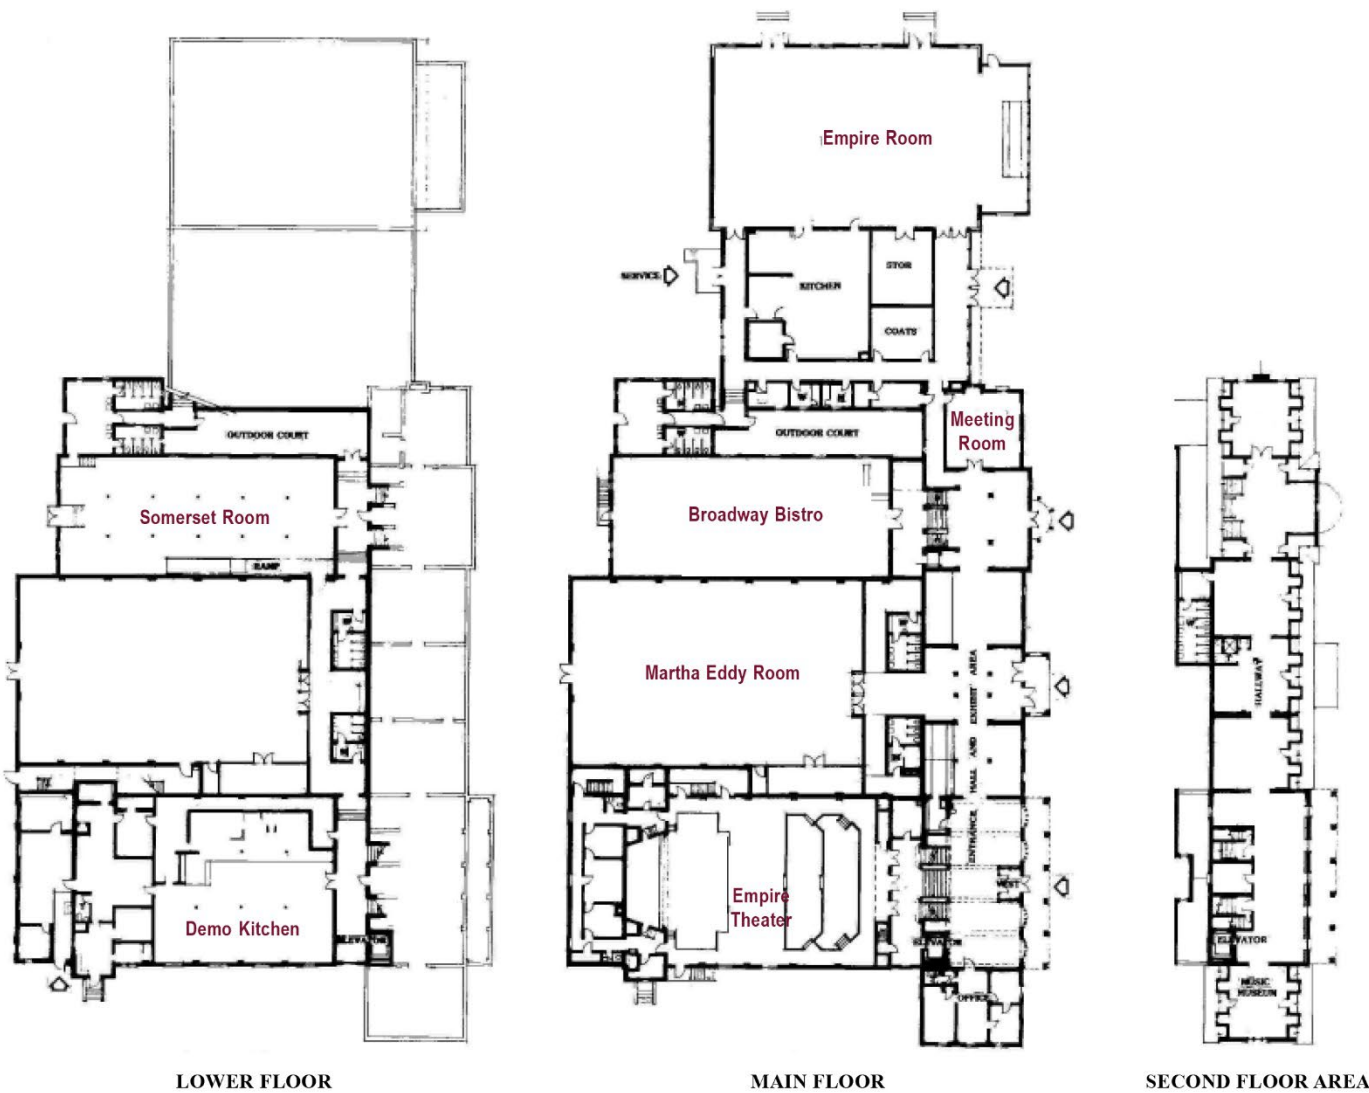 Empire Room
SERVICE
KITCHEN
STOR
COATS
Meeting
Room
OUTDOOR COURT
OUTDOOR COURT
Somerset Room
Broadway Bistro
RAMP
Martha Eddy Room
ENTRANCE HALL AND EXHIBIT AREA
HALLWAY
Empire
Theater
VEST
Demo Kitchen
ELEVATOR
ELEVATOR
ELEVATOR
OFFICE
MUSIC
MUSEUM
LOWER FLOOR
MAIN FLOOR
SECOND FLOOR AREA